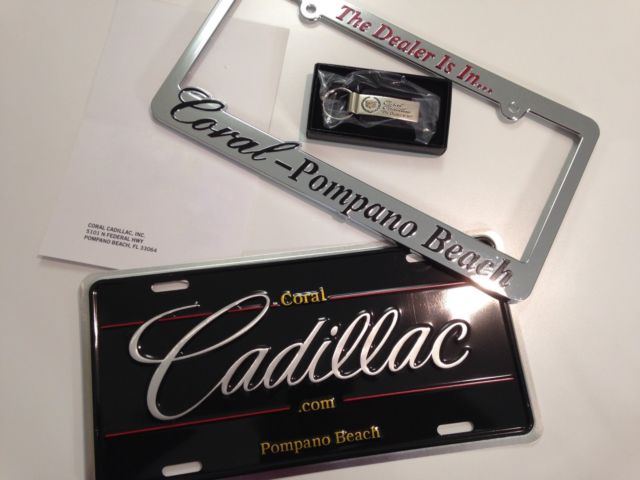 The Dealer Is In...
Coral - Pompano Beach
CORAL CADILLAC, INC.
5101 N FEDERAL HWY
POMPANO BEACH, FL 33064
Coral
Cadillac
.com
Pompano Beach